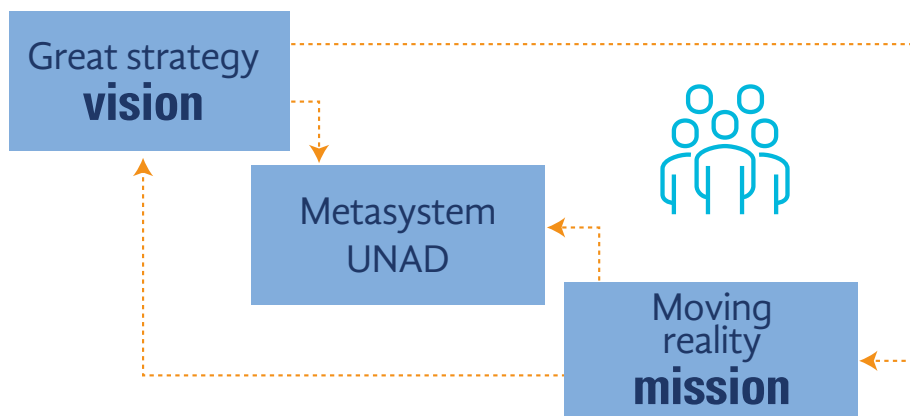 Great strategy
vision
Metasystem
UNAD
Moving
reality
mission